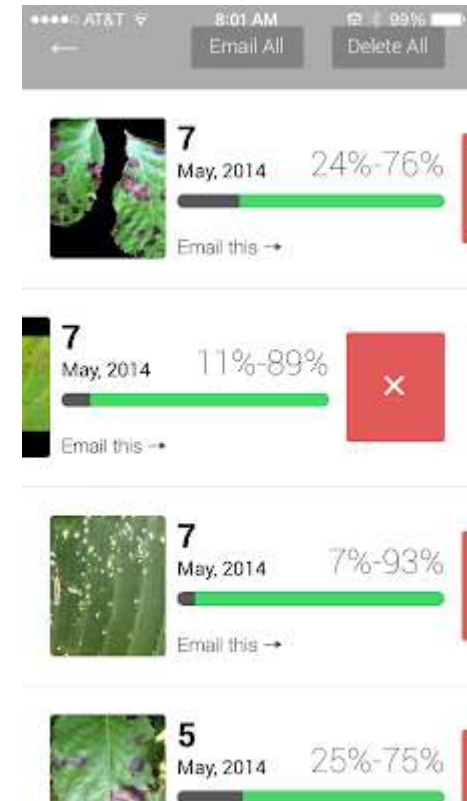 AT&T 8:01 AM 99%
← Email All Delete All
7
May, 2014 24%-76%
Email this →
7
May, 2014 11%-89%
×
Email this →
7
May, 2014 7%-93%
Email this →
5
May, 2014 25%-75%